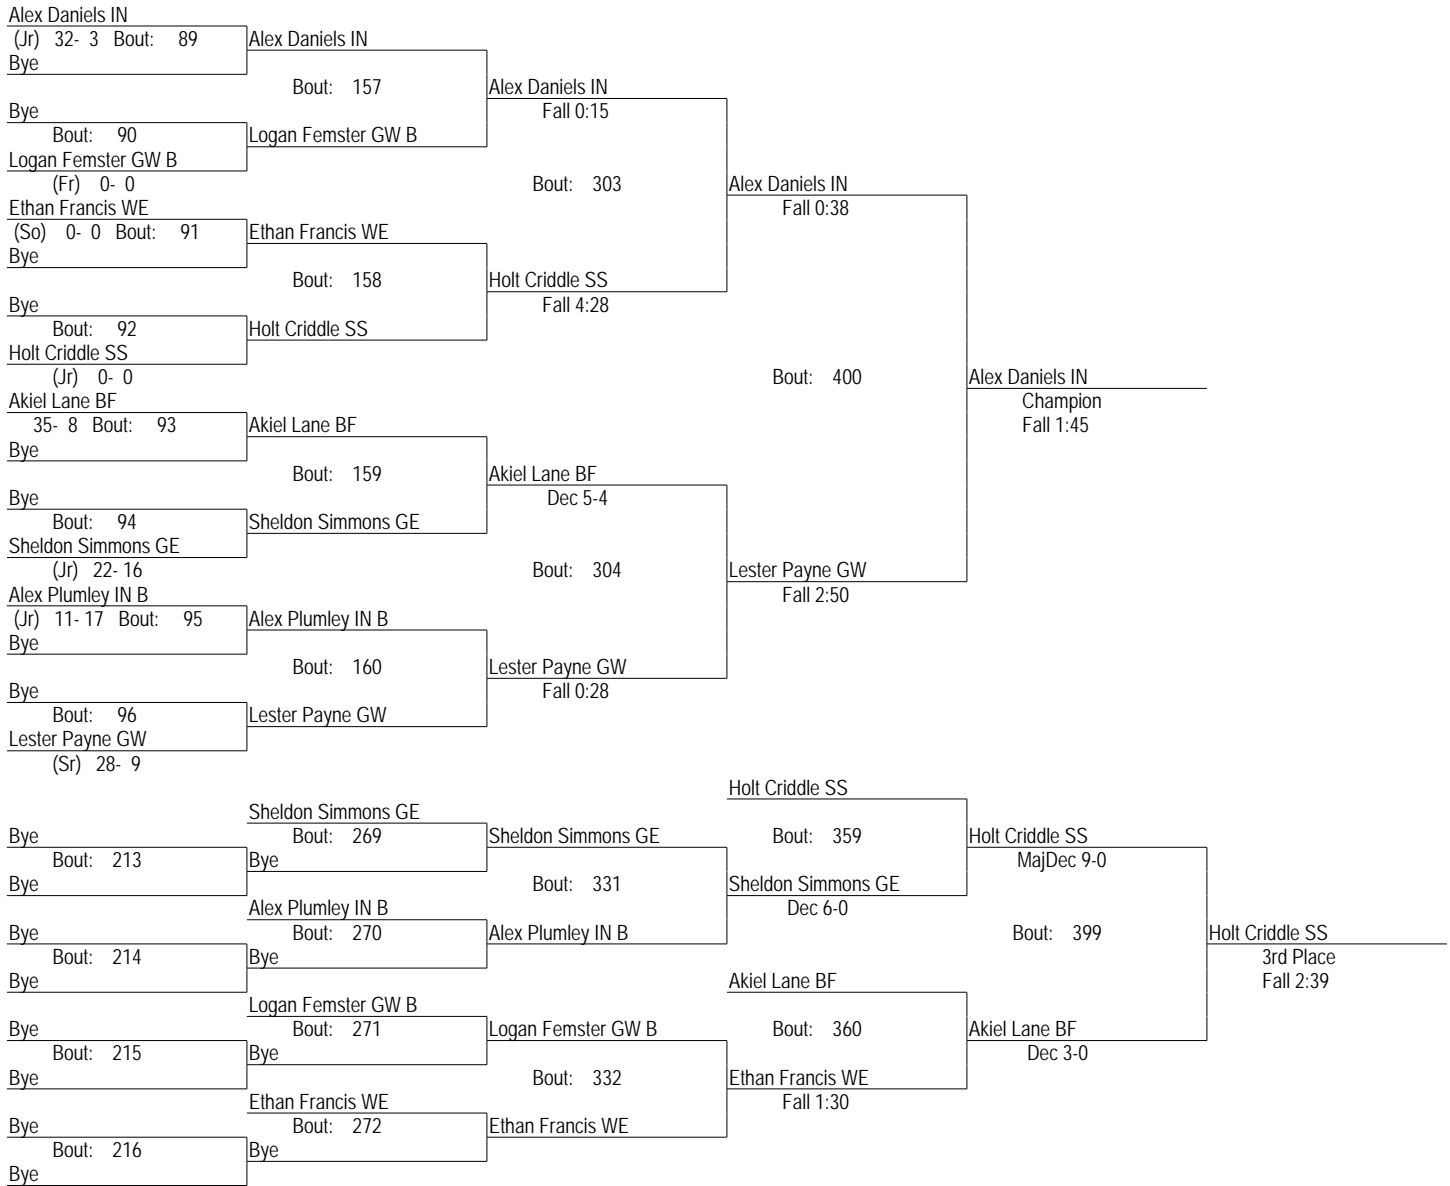 Alex Daniels IN
(Jr) 32- 3 Bout: 89 Alex Daniels IN
Bye
Bout: 157 Alex Daniels IN
Bye Fall 0:15
Bout: 90 Logan Femster GW B
Logan Femster GW B
(Fr) 0- 0 Bout: 303 Alex Daniels IN
Ethan Francis WE Fall 0:38
(So) 0- 0 Bout: 91 Ethan Francis WE
Bye
Bout: 158 Holt Criddle SS
Bye Fall 4:28
Bout: 92 Holt Criddle SS
Holt Criddle SS
(Jr) 0- 0 Bout: 400 Alex Daniels IN
Akiel Lane BF Champion
35- 8 Bout: 93 Akiel Lane BF Fall 1:45
Bye
Bout: 159 Akiel Lane BF
Bye Dec 5-4
Bout: 94 Sheldon Simmons GE
Sheldon Simmons GE
(Jr) 22- 16 Bout: 304 Lester Payne GW
Alex Plumley IN B Fall 2:50
(Jr) 11- 17 Bout: 95 Alex Plumley IN B
Bye
Bout: 160 Lester Payne GW
Bye Fall 0:28
Bout: 96 Lester Payne GW
Lester Payne GW
(Sr) 28- 9
Holt Criddle SS
Sheldon Simmons GE
Bye Bout: 269 Sheldon Simmons GE Bout: 359 Holt Criddle SS
Bout: 213 Bye MajDec 9-0
Bye Bout: 331 Sheldon Simmons GE
Alex Plumley IN B Dec 6-0
Bye Bout: 270 Alex Plumley IN B Bout: 399 Holt Criddle SS
Bout: 214 Bye 3rd Place
Bye Akiel Lane BF Fall 2:39
Logan Femster GW B
Bye Bout: 271 Logan Femster GW B Bout: 360 Akiel Lane BF
Bout: 215 Bye Dec 3-0
Bye Bout: 332 Ethan Francis WE
Ethan Francis WE Fall 1:30
Bye Bout: 272 Ethan Francis WE
Bout: 216 Bye
Bye